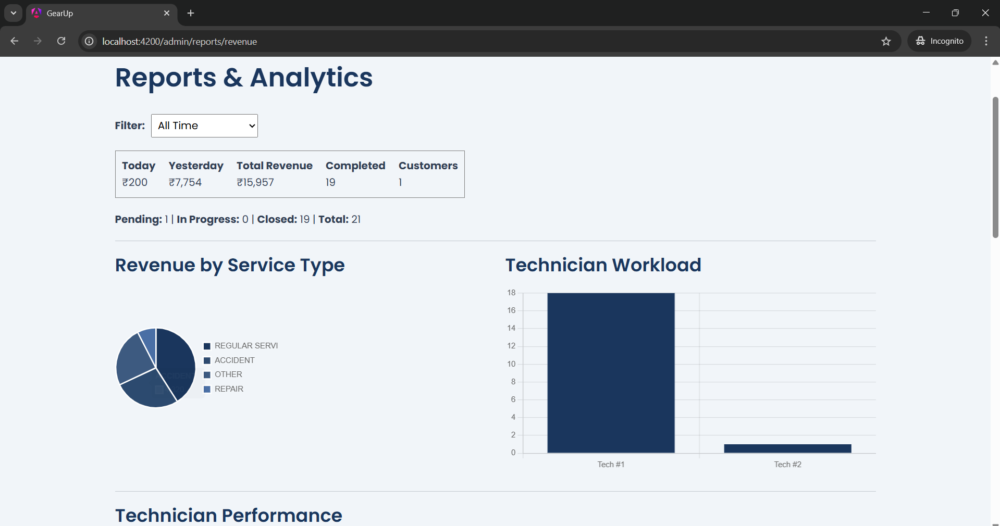 GearUp
localhost:4200/admin/reports/revenue
Incognito
Reports & Analytics
Filter: All Time
Today Yesterday Total Revenue Completed Customers
₹200 ₹7,754 ₹15,957 19 1
Pending: 1 | In Progress: 0 | Closed: 19 | Total: 21
Revenue by Service Type
REGULAR SERVI
ACCIDENT
OTHER
REPAIR
Technician Workload
18
16
14
12
10
8
6
4
2
0
Tech #1 Tech #2
Technician Performance